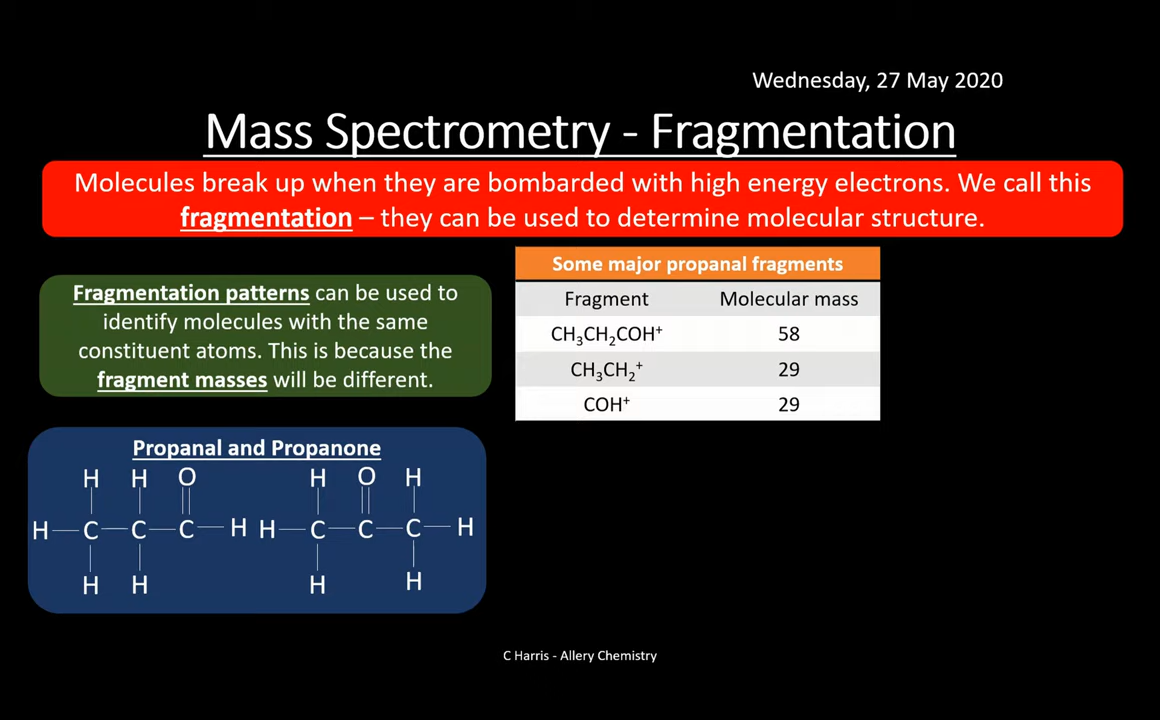 Wednesday, 27 May 2020
Mass Spectrometry - Fragmentation
Molecules break up when they are bombarded with high energy electrons. We call this
fragmentation – they can be used to determine molecular structure.
Some major propanal fragments
Fragment Molecular mass
CH₃CH₂COH⁺ 58
CH₃CH₂⁺ 29
COH⁺ 29
Fragmentation patterns can be used to
identify molecules with the same
constituent atoms. This is because the
fragment masses will be different.
Propanal and Propanone
H H O H O H
H C C C H H C C C H
H H H H
C Harris - Allery Chemistry